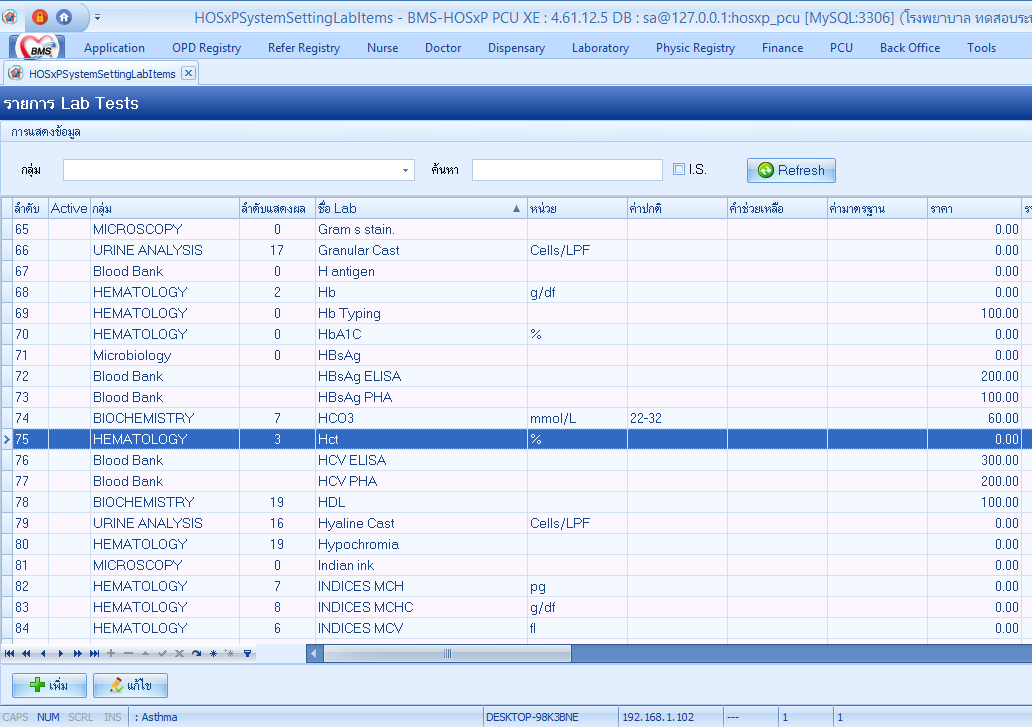 HOSxPSystemSettingLabItems - BMS-HOSxP PCU XE : 4.61.12.5 DB : sa@127.0.0.1:hosxp_pcu [MySQL:3306] (โรงพยาบาล ทดสอบระบ
BMS Application OPD Registry Refer Registry Nurse Doctor Dispensary Laboratory Physic Registry Finance PCU Back Office Tools
HOSxPSystemSettingLabItems
รายการ Lab Tests
การแสดงข้อมูล
กลุ่ม ค้นหา I.S. Refresh
ลำดับ Active กลุ่ม ลำดับแสดงผล ชื่อ Lab หน่วย ค่าปกติ คำช่วยเหลือ ค่ามาตรฐาน ราคา
65 MICROSCOPY 0 Gram s stain. 0.00
66 URINE ANALYSIS 17 Granular Cast Cells/LPF 0.00
67 Blood Bank 0 H antigen 0.00
68 HEMATOLOGY 2 Hb g/df 0.00
69 HEMATOLOGY 0 Hb Typing 100.00
70 HEMATOLOGY 0 HbA1C % 0.00
71 Microbiology 0 HBsAg 0.00
72 Blood Bank HBsAg ELISA 200.00
73 Blood Bank HBsAg PHA 100.00
74 BIOCHEMISTRY 7 HCO3 mmol/L 22-32 60.00
75 HEMATOLOGY 3 Hct % 0.00
76 Blood Bank HCV ELISA 300.00
77 Blood Bank HCV PHA 200.00
78 BIOCHEMISTRY 19 HDL 100.00
79 URINE ANALYSIS 16 Hyaline Cast Cells/LPF 0.00
80 HEMATOLOGY 19 Hypochromia 0.00
81 MICROSCOPY 0 Indian ink 0.00
82 HEMATOLOGY 7 INDICES MCH pg 0.00
83 HEMATOLOGY 8 INDICES MCHC g/df 0.00
84 HEMATOLOGY 6 INDICES MCV fl 0.00
เพิ่ม แก้ไข
CAPS NUM SCRL INS : Asthma DESKTOP-98K3BNE 192.168.1.102 --- 1 1